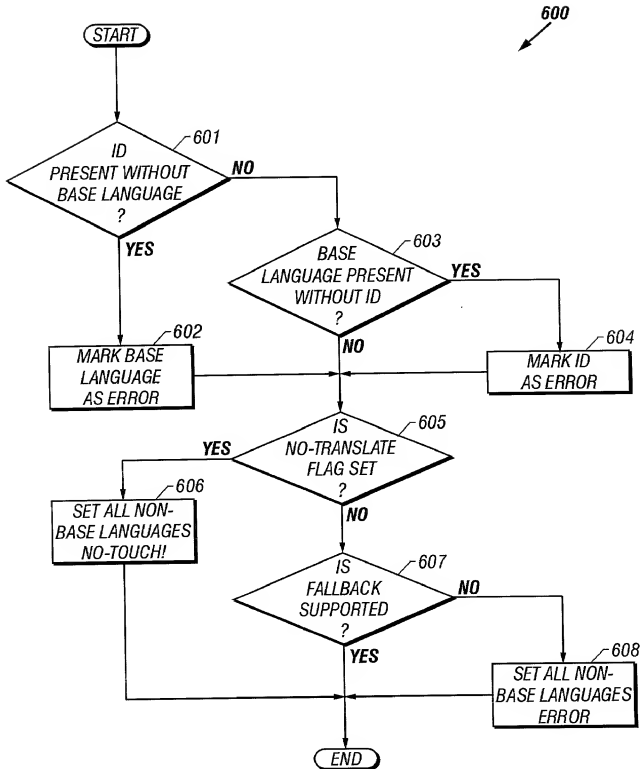 600
START
601
ID
PRESENT WITHOUT
BASE LANGUAGE
?
NO
YES
603
BASE
LANGUAGE PRESENT
WITHOUT ID
?
YES
NO
602
MARK BASE
LANGUAGE
AS ERROR
604
MARK ID
AS ERROR
605
IS
NO-TRANSLATE
FLAG SET
?
YES
NO
606
SET ALL NON-
BASE LANGUAGES
NO-TOUCH!
607
IS
FALLBACK
SUPPORTED
?
NO
YES
608
SET ALL NON-
BASE LANGUAGES
ERROR
END